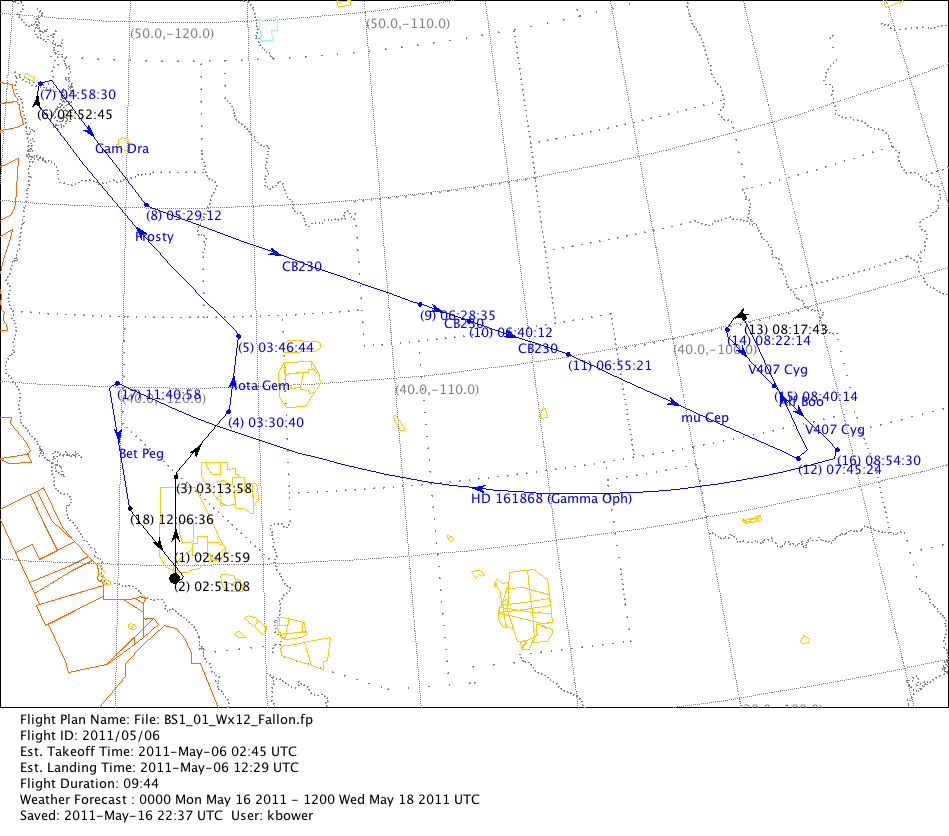 (50.0,-120.0)
(50.0,-110.0)
(7) 04:58:30
(6) 04:52:45
Gam Dra
(8) 05:29:12
Frosty
CB230
(9) 06:28:35
CB230
(10) 06:40:12
(13) 08:17:43
(14) 08:22:14
(5) 03:46:44
CB230
(40.0,-100.0)
(11) 06:55:21
V407 Cyg
Iota Gem
(40.0,-110.0)
(17) 11:40:58
(40.0,-120.0)
(15) 08:40:14
Alf Boo
mu Cep
(4) 03:30:40
V407 Cyg
Bet Peg
(16) 08:54:30
(12) 07:45:24
(3) 03:13:58
HD 161868 (Gamma Oph)
(18) 12:06:36
(1) 02:45:59
(2) 02:51:08
Flight Plan Name: File: BS1_01_Wx12_Fallon.fp
Flight ID: 2011/05/06
Est. Takeoff Time: 2011-May-06 02:45 UTC
Est. Landing Time: 2011-May-06 12:29 UTC
Flight Duration: 09:44
Weather Forecast : 0000 Mon May 16 2011 - 1200 Wed May 18 2011 UTC
Saved: 2011-May-16 22:37 UTC  User: kbower